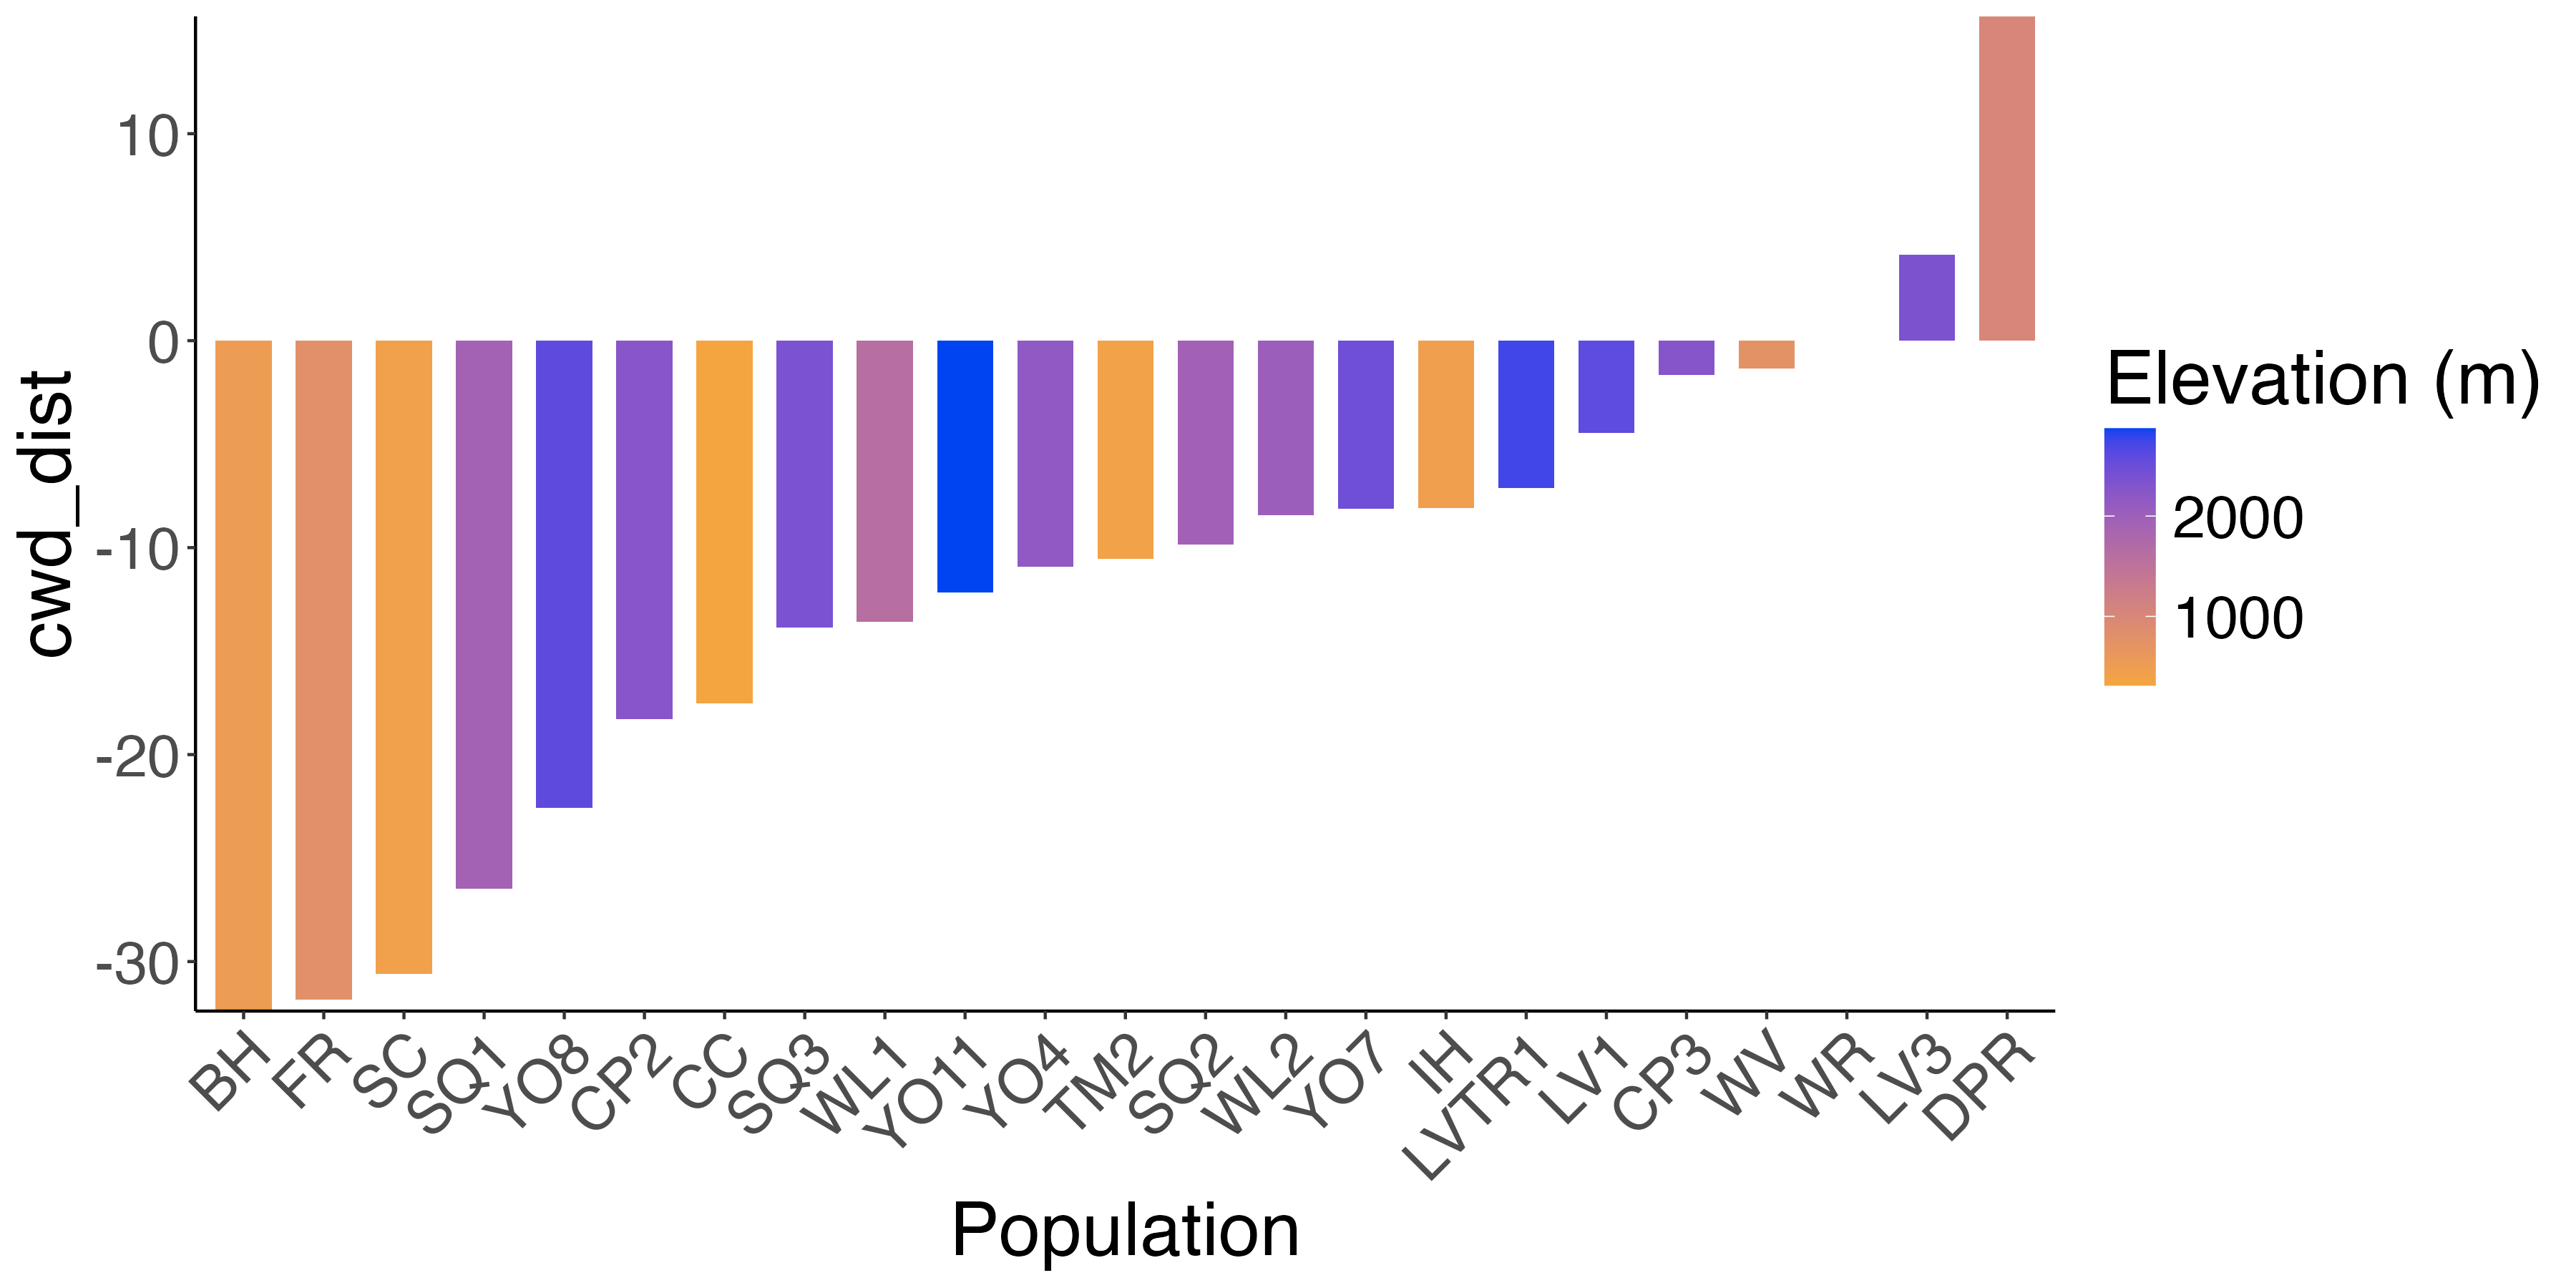 cwd_dist
10
0
-10
-20
-30
BH
FR
SC
SQ1
YO8
CP2
CC
SQ3
WL1
YO11
YO4
TM2
SQ2
WL2
YO7
IH
LVTR1
LV1
CP3
WV
WR
LV3
DPR
Population
Elevation (m)
2000
1000